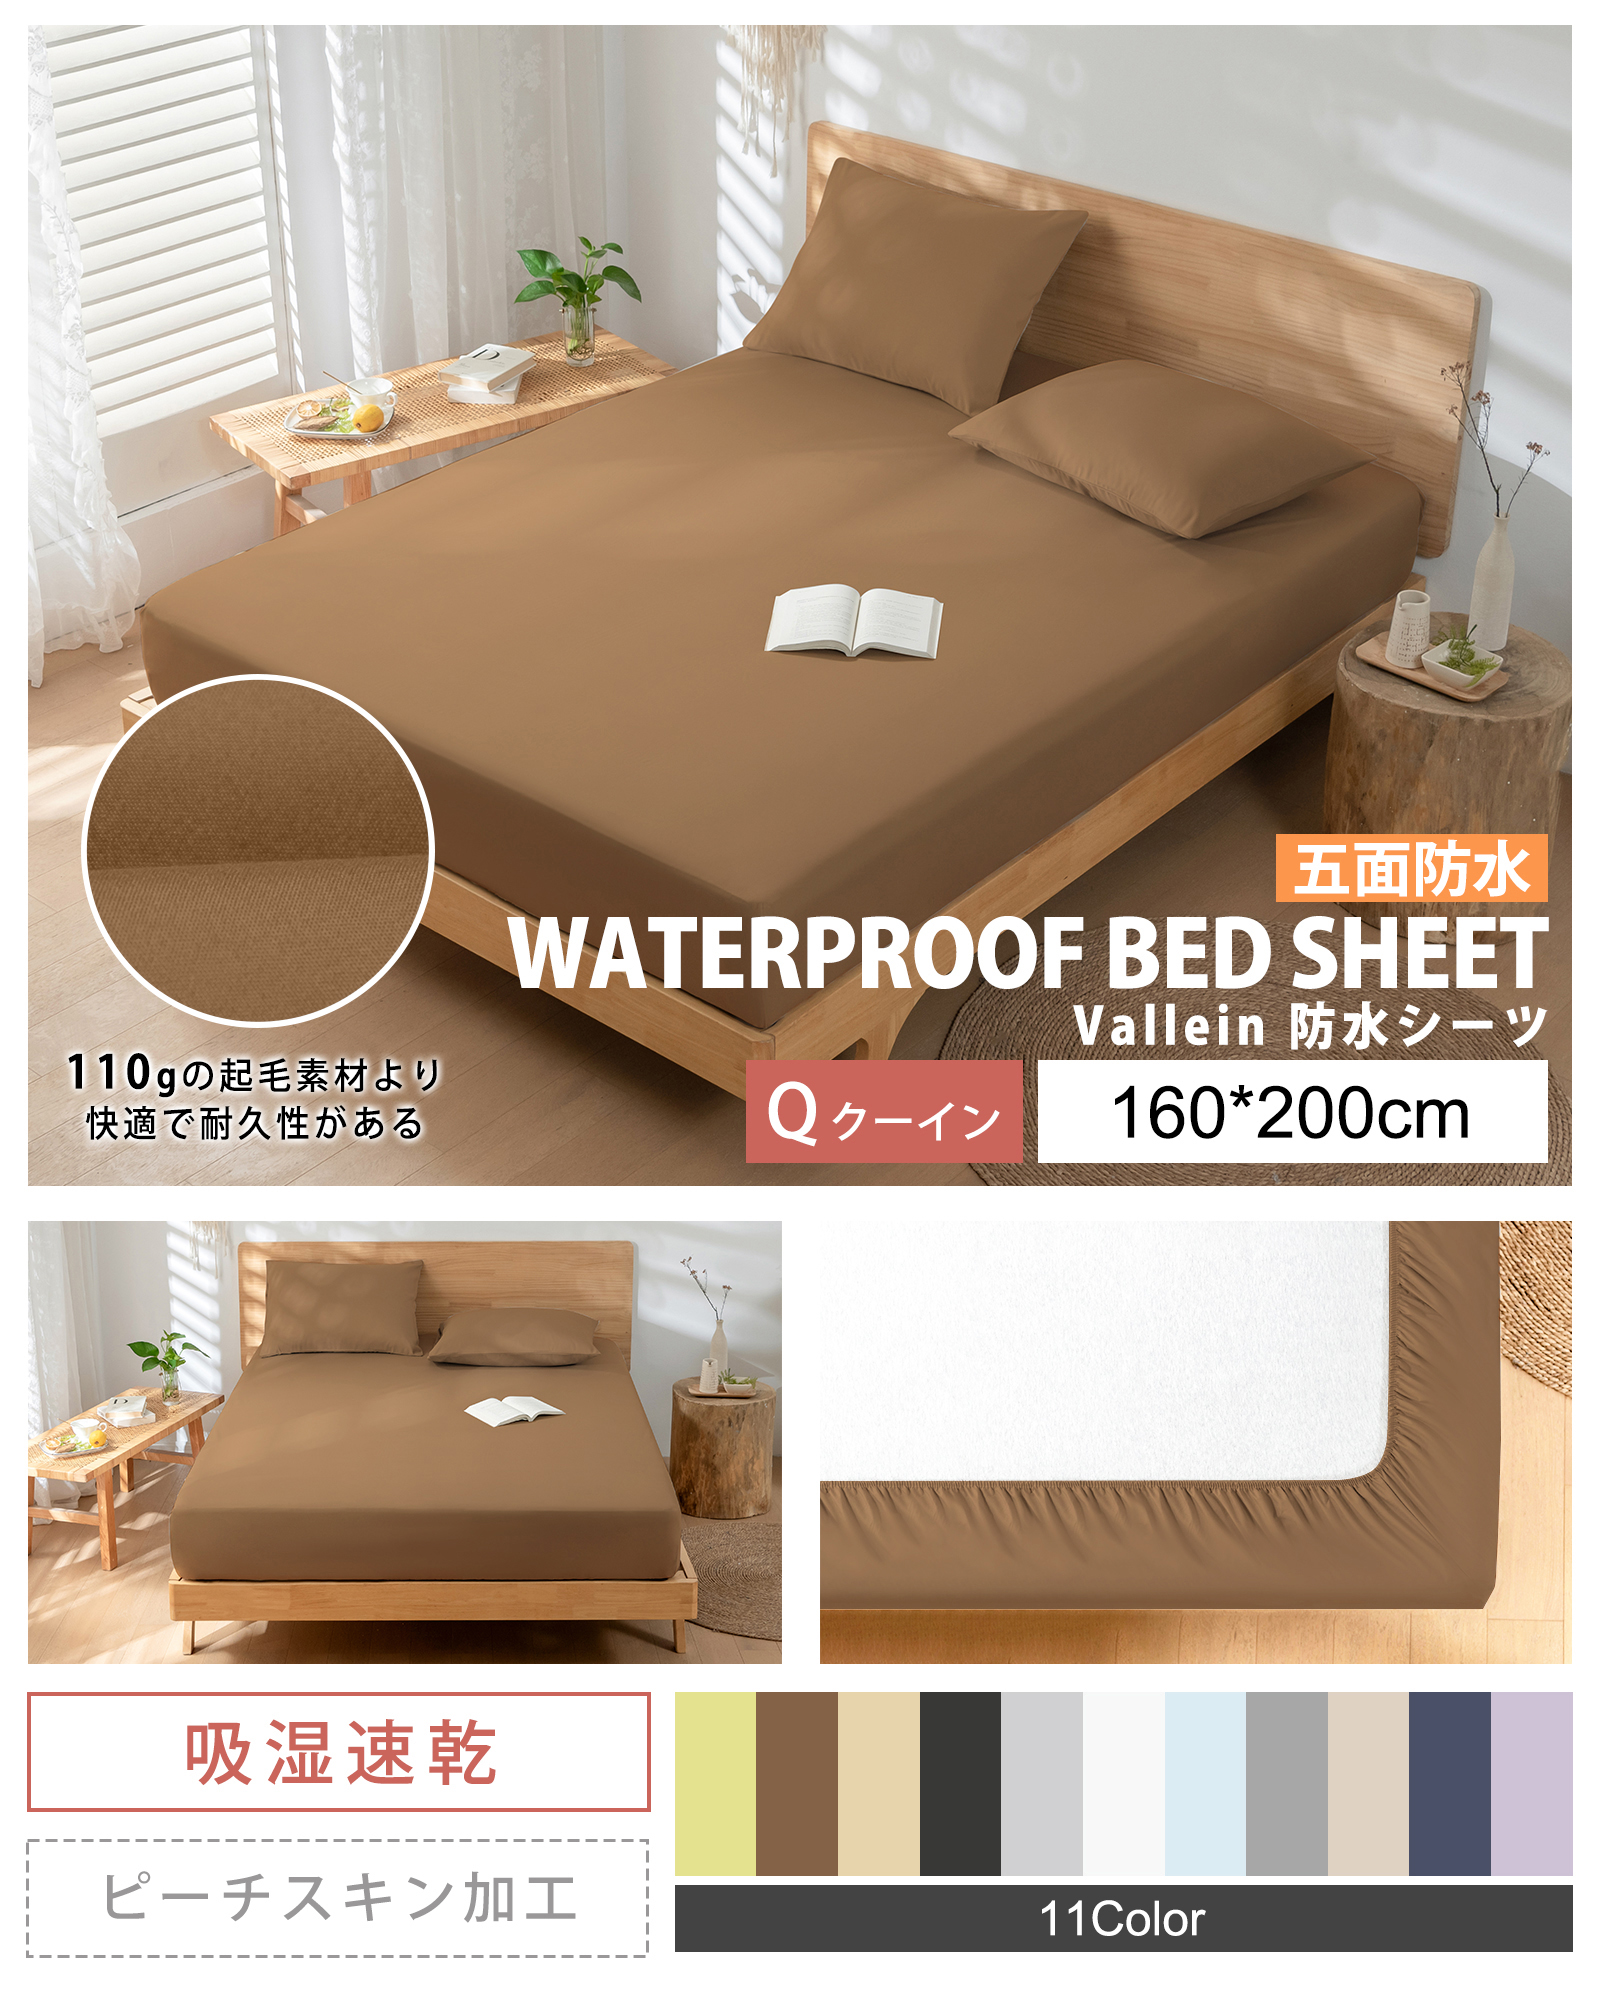 五面防水
WATERPROOF BED SHEET
Vallein 防水シーツ
Q クーイン
160*200cm
110gの起毛素材より
快適で耐久性がある
D
吸湿速乾
ピーチスキン加工
11Color